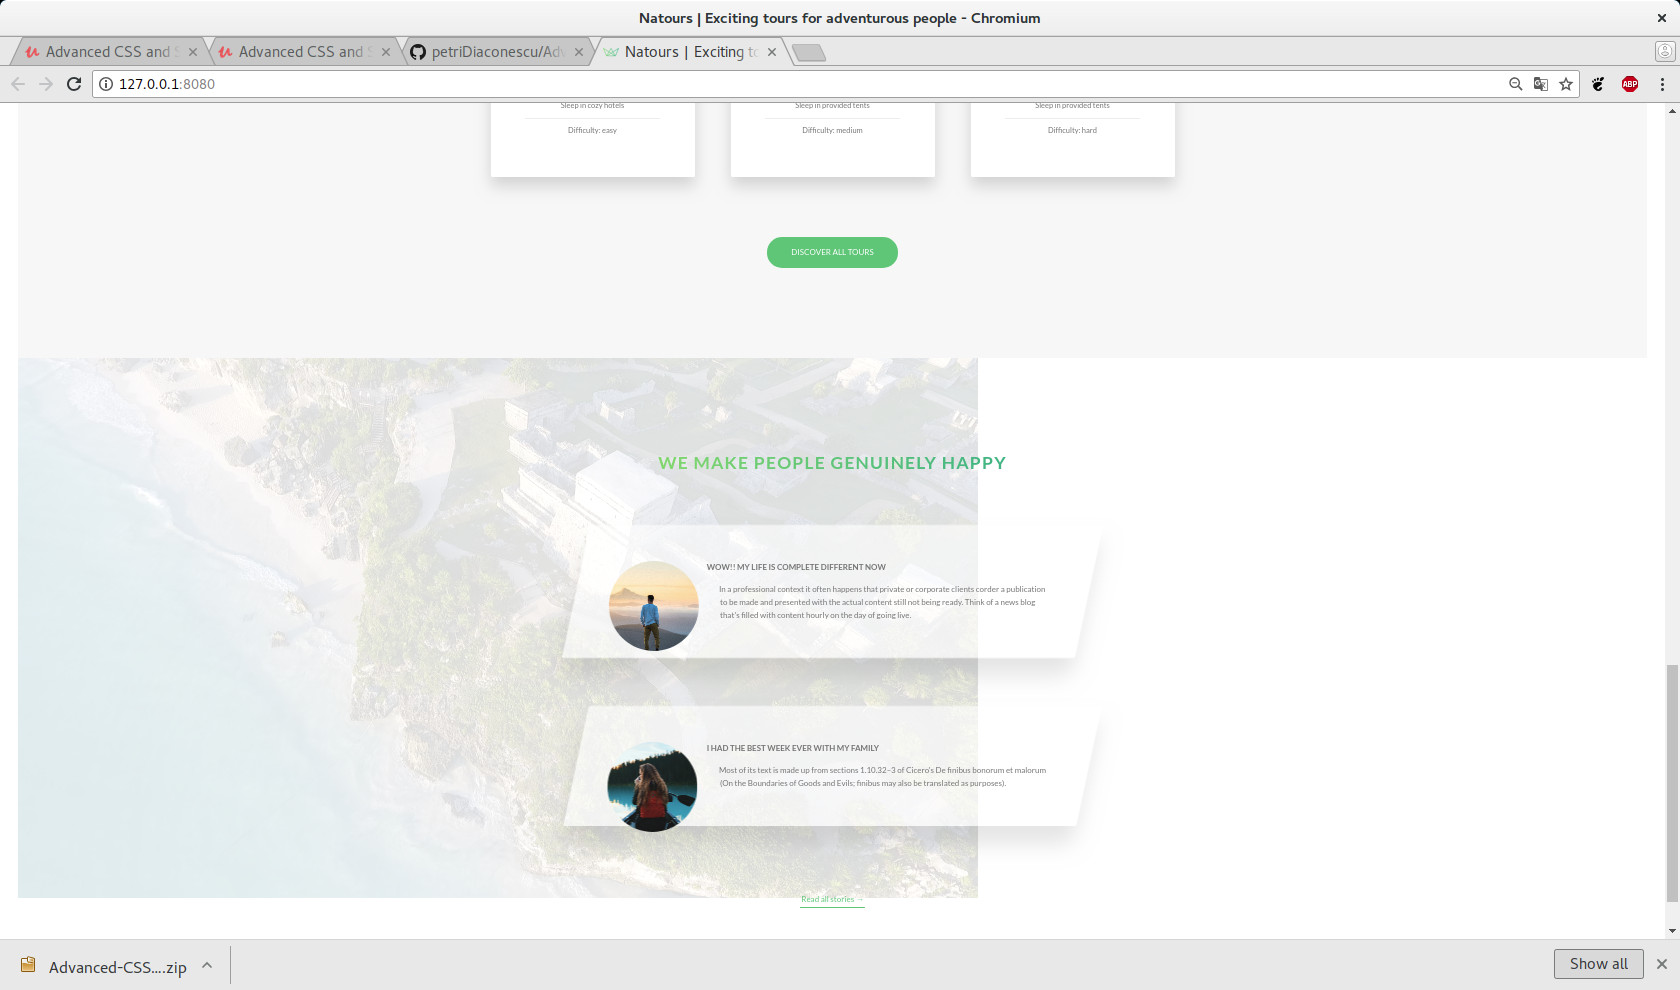 Natours | Exciting tours for adventurous people - Chromium
Advanced CSS and S
Advanced CSS and S
petriDiaconescu/Adv
Natours | Exciting to
127.0.0.1:8080
ABP
Sleep in cozy hotels
Sleep in provided tents
Sleep in provided tents
Difficulty: easy
Difficulty: medium
Difficulty: hard
DISCOVER ALL TOURS
WE MAKE PEOPLE GENUINELY HAPPY
WOW!! MY LIFE IS COMPLETE DIFFERENT NOW
In a professional context it often happens that private or corporate clients corder a publication
to be made and presented with the actual content still not being ready. Think of a news blog
that's filled with content hourly on the day of going live.
I HAD THE BEST WEEK EVER WITH MY FAMILY
Most of its text is made up from sections 1.10.32–3 of Cicero's De finibus bonorum et malorum
(On the Boundaries of Goods and Evils; finibus may also be translated as purposes).
Read all stories →
Advanced-CSS....zip
Show all